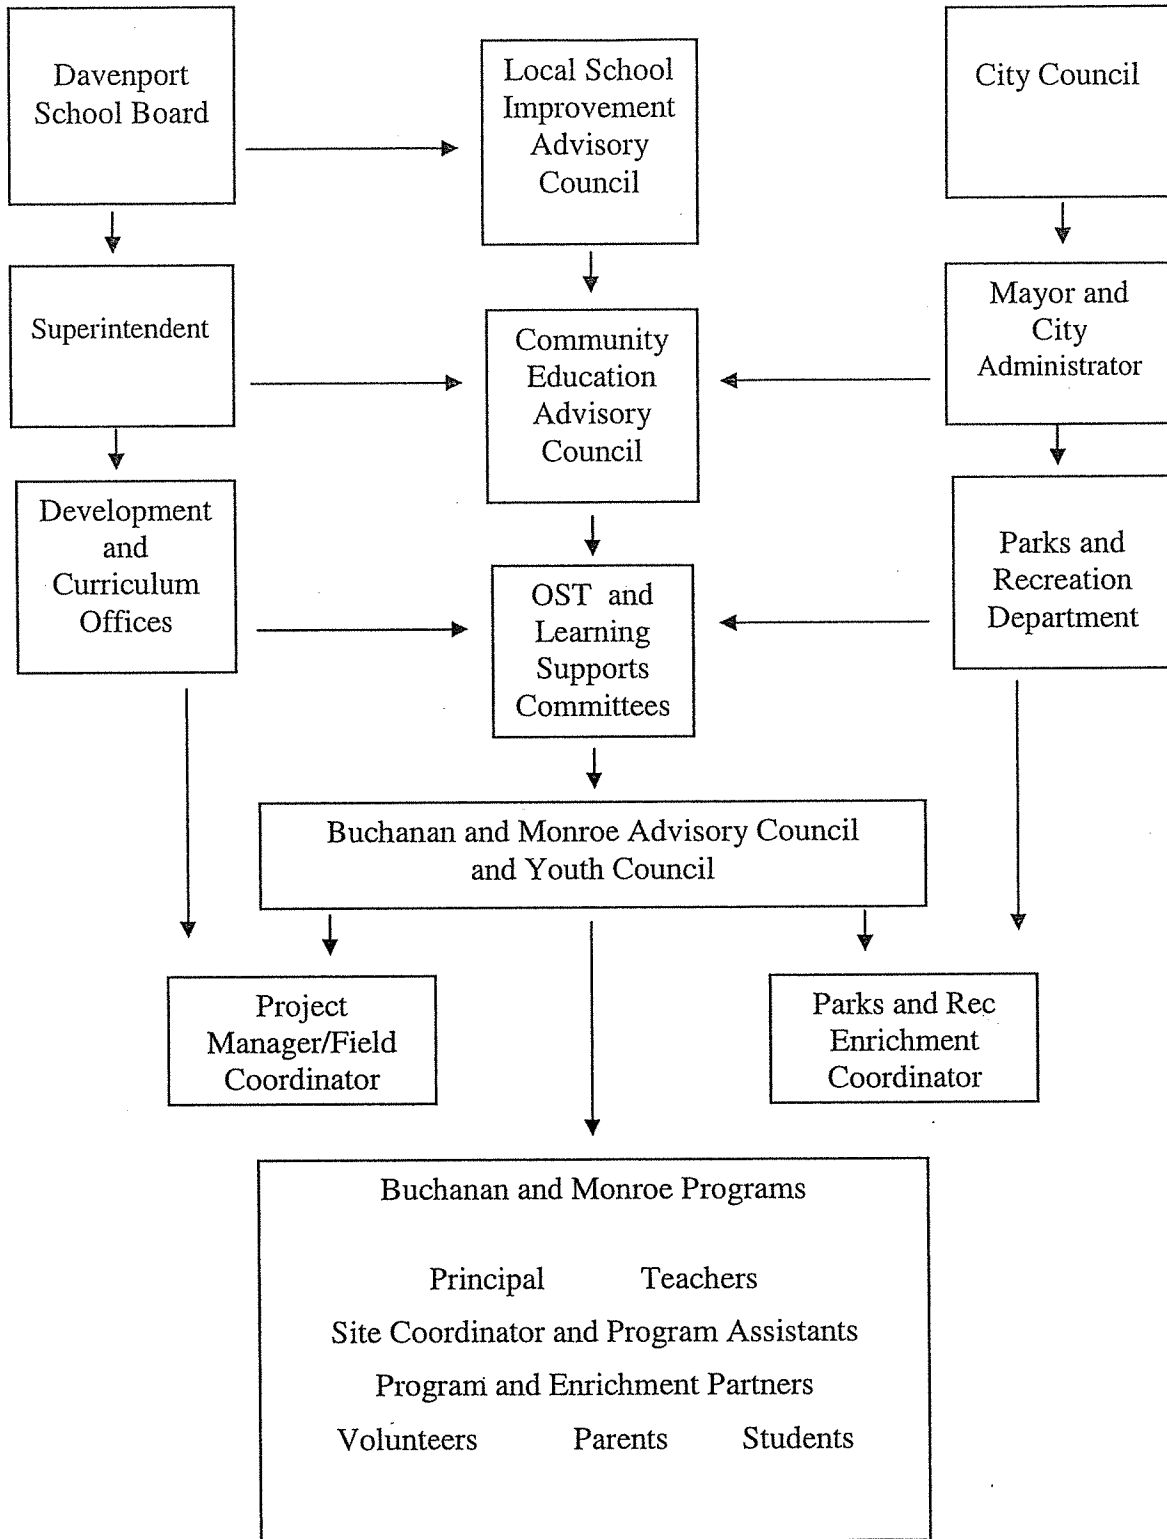 Davenport
School Board
Local School
Improvement
Advisory
Council
City Council
Superintendent
Community
Education
Advisory
Council
Mayor and
City
Administrator
Development
and
Curriculum
Offices
OST and
Learning
Supports
Committees
Parks and
Recreation
Department
Buchanan and Monroe Advisory Council
and Youth Council
Project
Manager/Field
Coordinator
Parks and Rec
Enrichment
Coordinator
Buchanan and Monroe Programs
Principal Teachers
Site Coordinator and Program Assistants
Program and Enrichment Partners
Volunteers Parents Students